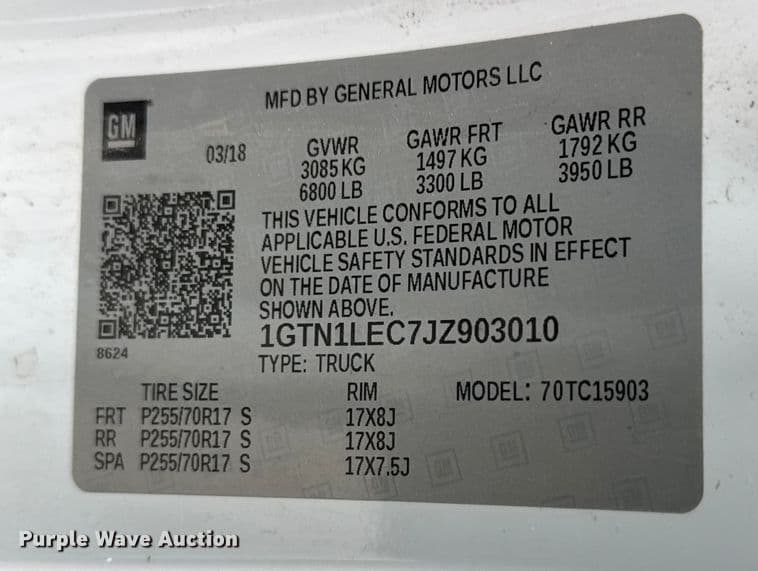 MFD BY GENERAL MOTORS LLC
GM
03/18
GVWR GAWR FRT GAWR RR
3085 KG 1497 KG 1792 KG
6800 LB 3300 LB 3950 LB
THIS VEHICLE CONFORMS TO ALL
APPLICABLE U.S. FEDERAL MOTOR
VEHICLE SAFETY STANDARDS IN EFFECT
ON THE DATE OF MANUFACTURE
SHOWN ABOVE.
8624
1GTN1LEC7JZ903010
TYPE: TRUCK
TIRE SIZE RIM MODEL: 70TC15903
FRT P255/70R17 S 17X8J
RR P255/70R17 S 17X8J
SPA P255/70R17 S 17X7.5J
Purple Wave Auction